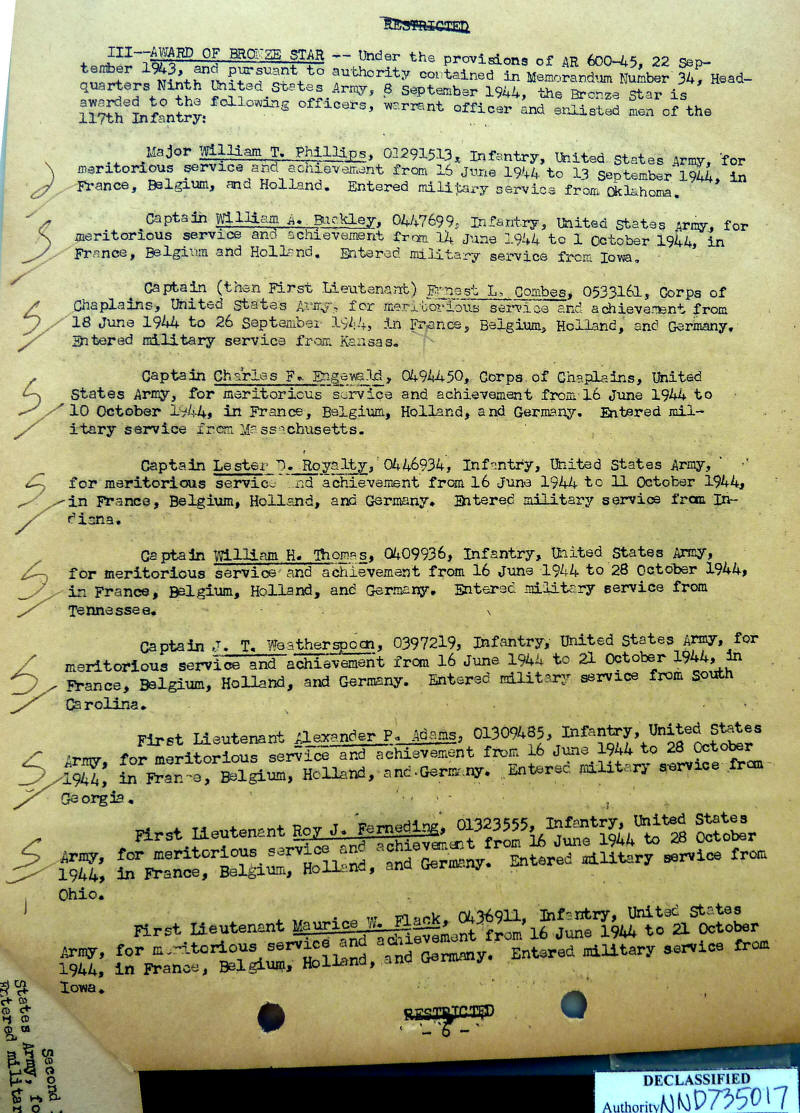 RESTRICTED
III--AWARD OF BRONZE STAR -- Under the provisions of AR 600-45, 22 Sep-
tember 1943, and pursuant to authority contained in Memorandum Number 34, Head-
quarters Ninth United States Army, 8 September 1944, the Bronze Star is
awarded to the following officers, warrant officer and enlisted men of the
117th Infantry:
Major William T. Phillips, 01291513, Infantry, United States Army, for
meritorious service and achievement from 16 June 1944 to 13 September 1944, in
France, Belgium, and Holland. Entered military service from Oklahoma.
Captain William A. Buckley, 0447699, Infantry, United States Army, for
meritorious service and achievement from 14 June 1944 to 1 October 1944, in
France, Belgium and Holland. Entered military service from Iowa.
Captain (then First Lieutenant) Ernest L. Combes, 0533161, Corps of
Chaplains, United States Army, for meritorious service and achievement from
18 June 1944 to 26 September 1944, in France, Belgium, Holland, and Germany.
Entered military service from Kansas.
Captain Charles F. Engewald, 0494450, Corps of Chaplains, United
States Army, for meritorious service and achievement from 16 June 1944 to
10 October 1944, in France, Belgium, Holland, and Germany. Entered mil-
itary service from Massachusetts.
Captain Lester D. Royalty, 0446934, Infantry, United States Army,
for meritorious service and achievement from 16 June 1944 to 11 October 1944,
in France, Belgium, Holland, and Germany. Entered military service from In-
diana.
Captain William H. Thomas, 0409936, Infantry, United States Army,
for meritorious service and achievement from 16 June 1944 to 28 October 1944,
in France, Belgium, Holland, and Germany. Entered military service from
Tennessee.
Captain J. T. Weatherspoon, 0397219, Infantry, United States Army, for
meritorious service and achievement from 16 June 1944 to 21 October 1944, in
France, Belgium, Holland, and Germany. Entered military service from South
Carolina.
First Lieutenant Alexander P. Adams, 01309485, Infantry, United States
Army, for meritorious service and achievement from 16 June 1944 to 28 October
1944, in France, Belgium, Holland, and Germany. Entered military service from
Georgia.
First Lieutenant Roy J. Ferneding, 01323555, Infantry, United States
Army, for meritorious service and achievement from 16 June 1944 to 28 October
1944, in France, Belgium, Holland, and Germany. Entered military service from
Ohio.
First Lieutenant Maurice W. Flack, 0436911, Infantry, United States
Army, for meritorious service and achievement from 16 June 1944 to 21 October
1944, in France, Belgium, Holland, and Germany. Entered military service from
Iowa.
RESTRICTED
- 6 -
Second
States Army, fo
ntered militar
DECLASSIFIED
Authority NND735017